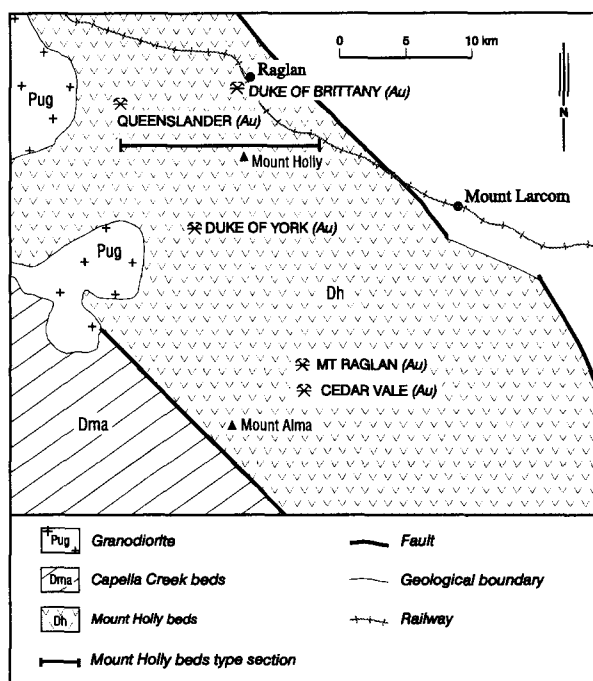 0 5 10 km
Raglan
DUKE OF BRITTANY (Au)
Pug
QUEENSLANDER (Au)
N
Mount Holly
Mount Larcom
DUKE OF YORK (Au)
Pug
Dh
MT RAGLAN (Au)
CEDAR VALE (Au)
Dma
Mount Alma
Pug Granodiorite
Fault
Dma Capella Creek beds
Geological boundary
Dh Mount Holly beds
Railway
Mount Holly beds type section